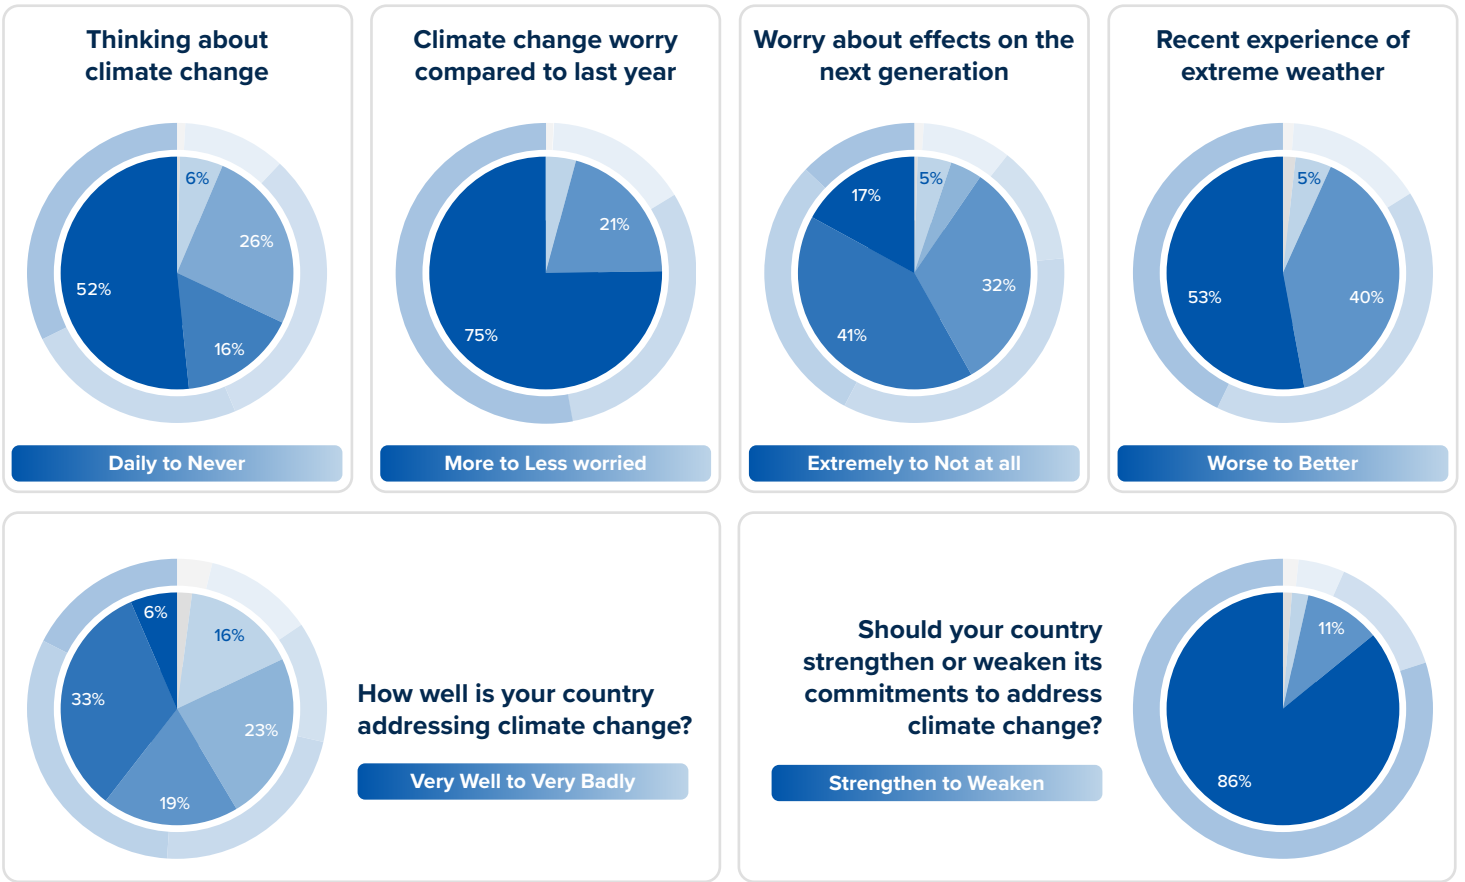 Thinking about
climate change
6%
26%
52%
16%
Daily to Never
Climate change worry
compared to last year
21%
75%
More to Less worried
Worry about effects on the
next generation
5%
17%
32%
41%
Extremely to Not at all
Recent experience of
extreme weather
5%
53%
40%
Worse to Better
6%
16%
33%
23%
19%
How well is your country
addressing climate change?
Very Well to Very Badly
Should your country
strengthen or weaken its
commitments to address
climate change?
Strengthen to Weaken
11%
86%